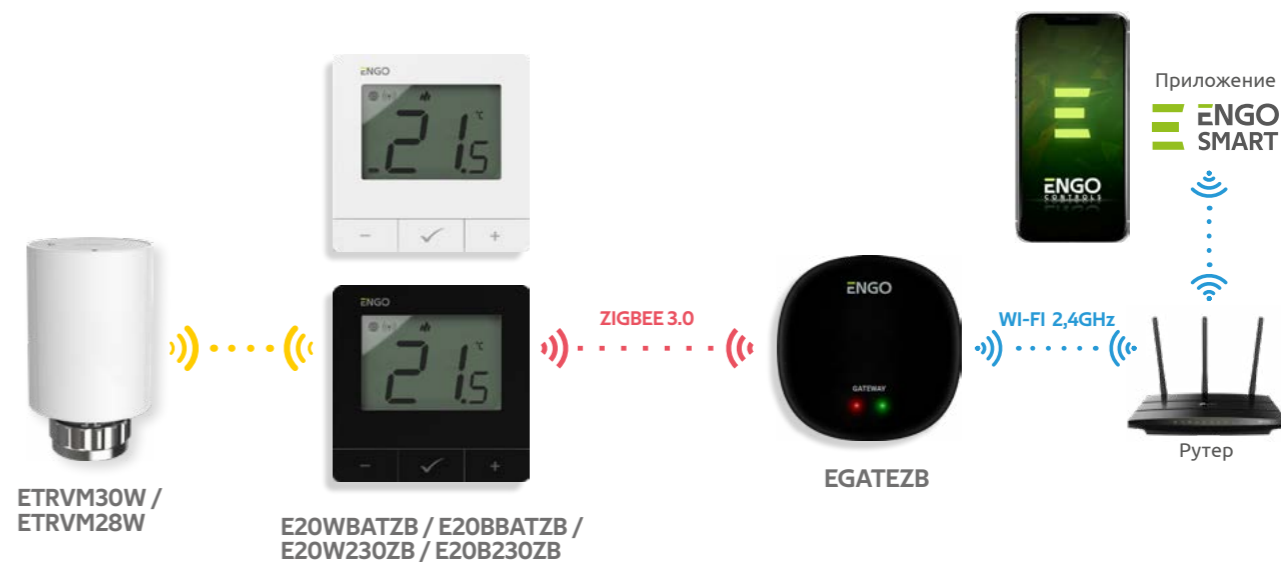 ENGO
21.5
°C
− ✓ +
ENGO
21.5
°C
− ✓ +
ETRVM30W /
ETRVM28W
E20WBATZB / E20BBATZB /
E20W230ZB / E20B230ZB
ZIGBEE 3.0
ENGO
GATEWAY
EGATEZB
WI-FI 2,4GHz
ENGO
CONTROLS
Приложение
ENGO
SMART
Рутер